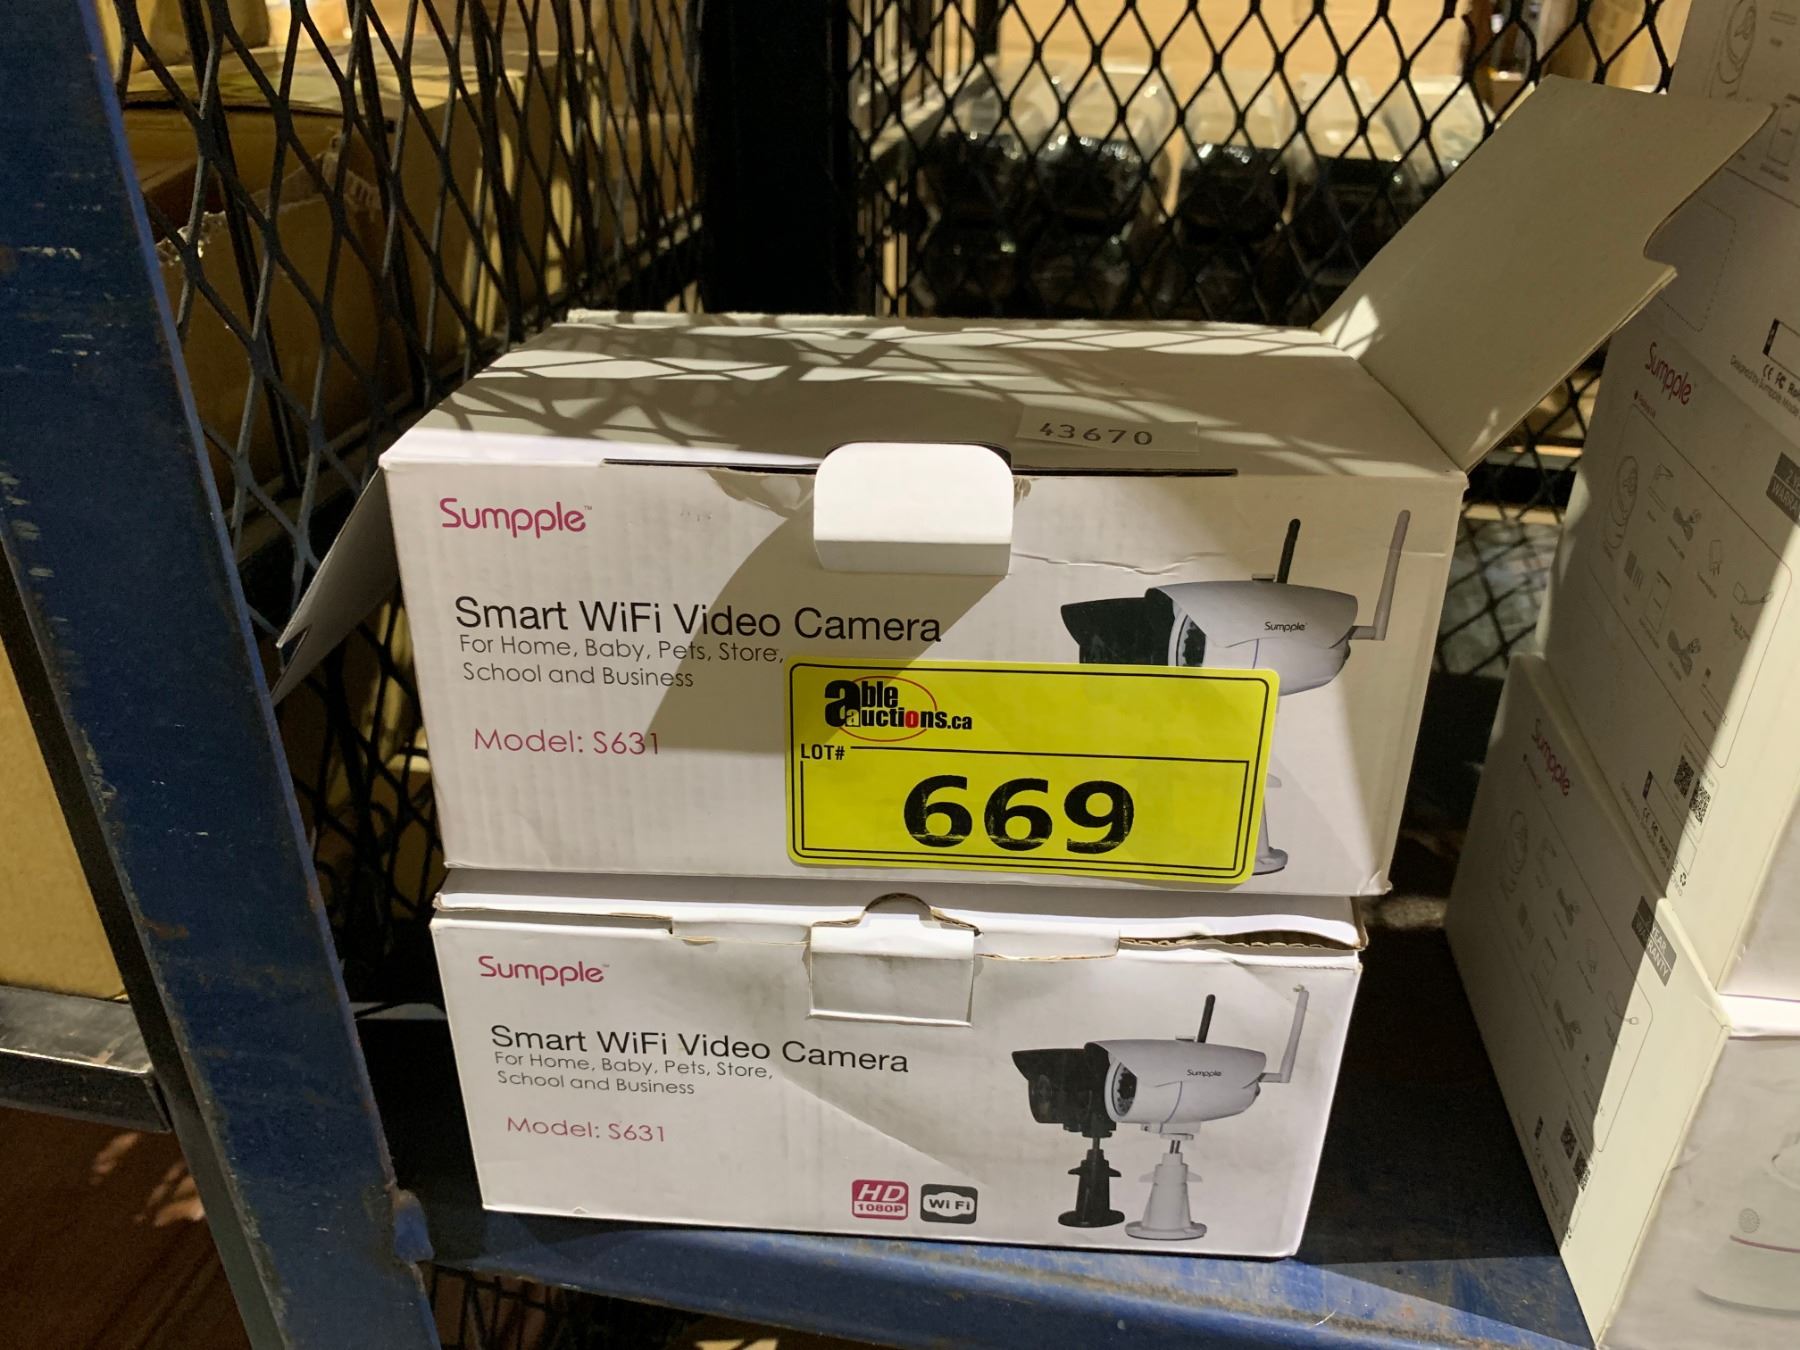 43670
Sumpple™
Smart WiFi Video Camera
For Home, Baby, Pets, Store,
School and Business
Model: S631
Sumpple
able
auctions.ca
LOT#
669
Sumpple™
Smart WiFi Video Camera
For Home, Baby, Pets, Store,
School and Business
Model: S631
HD
1080P
WiFi
Sumpple
Sumpple
Sumpple